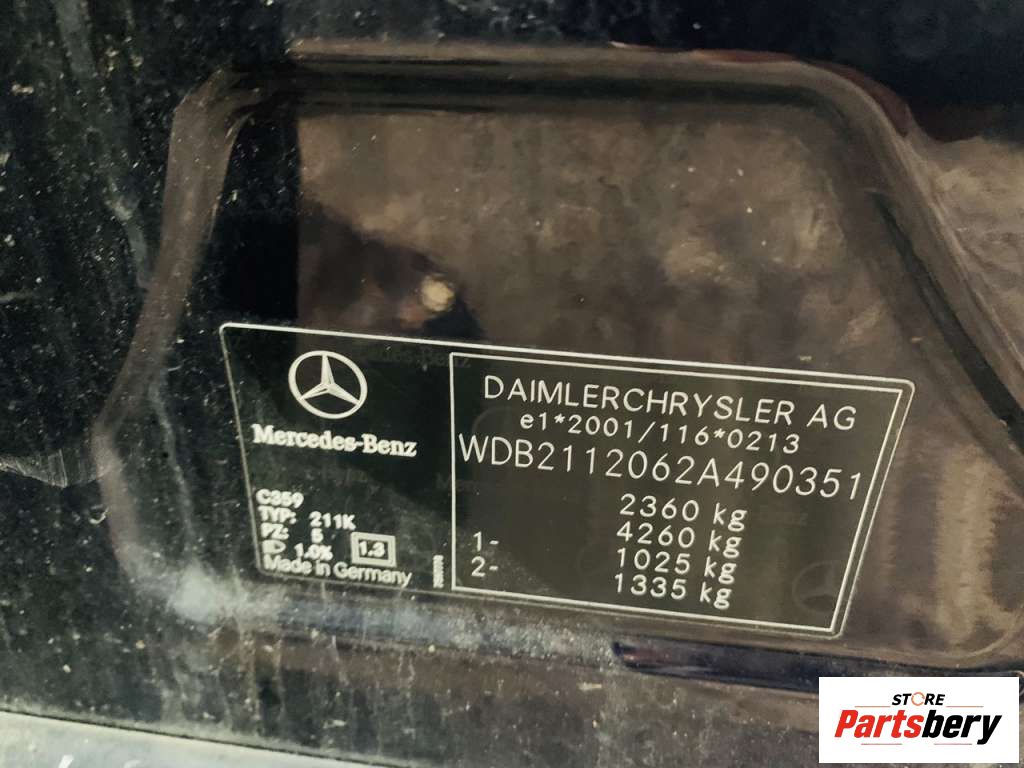 Mercedes-Benz
C359
TYP: 211K
PZ: 5
1.0% 1.3
Made in Germany
DAIMLERCHRYSLER AG
e1*2001/116*0213
WDB2112062A490351
2360 kg
4260 kg
1- 1025 kg
2- 1335 kg
STORE
Partsbery